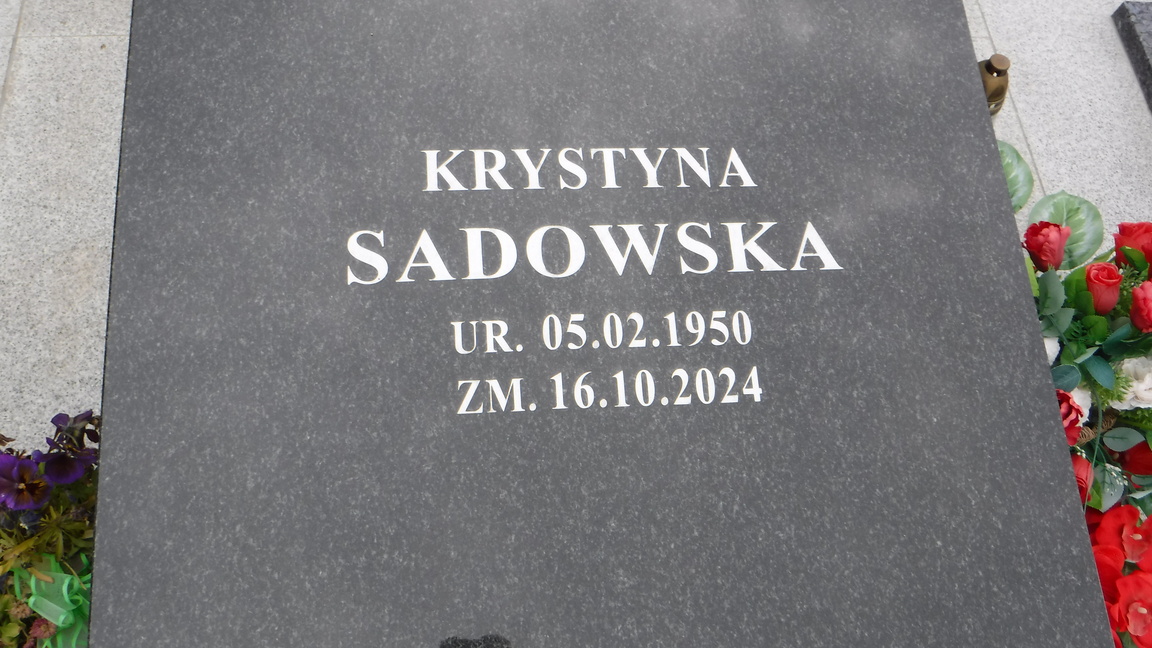 KRYSTYNA
SADOWSKA
UR. 05.02.1950
ZM. 16.10.2024